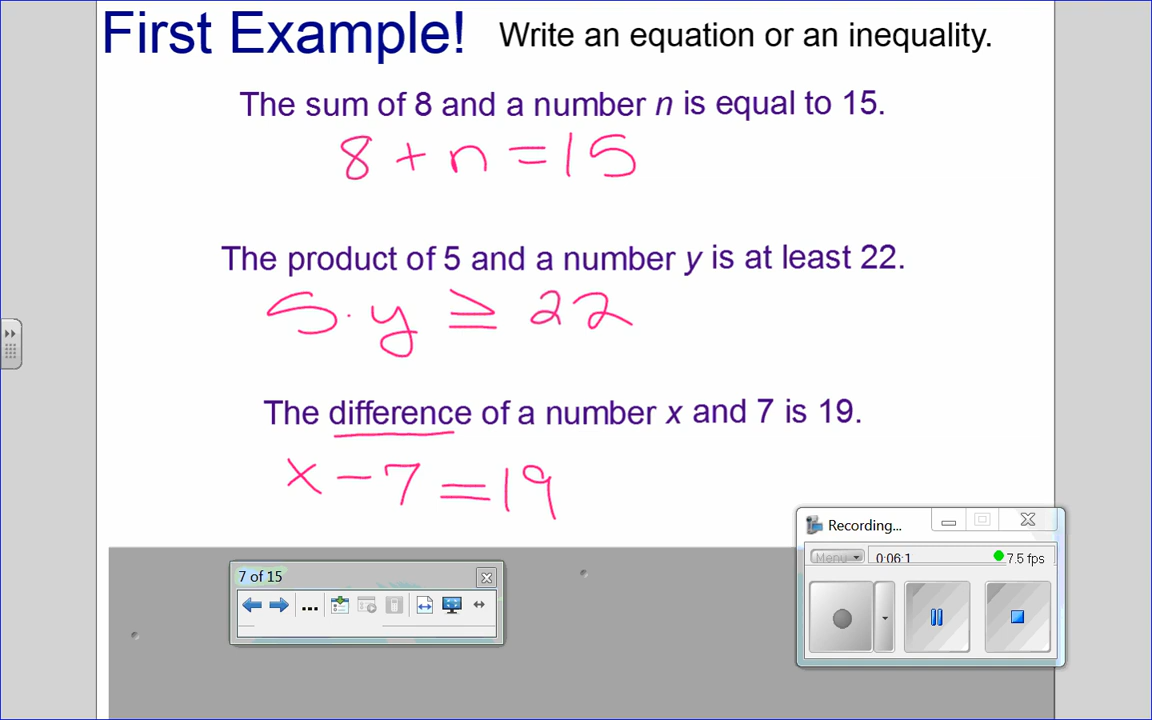 First Example! Write an equation or an inequality.
The sum of 8 and a number n is equal to 15.
8 + n = 15
The product of 5 and a number y is at least 22.
5 · y ≥ 22
The difference of a number x and 7 is 19.
x - 7 = 19
Recording...
Menu
0:06:1
7.5 fps
7 of 15
...